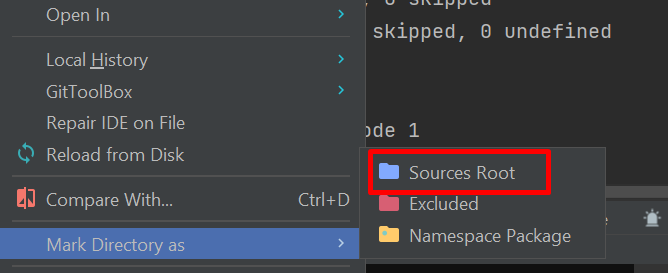 Open In
skipped
Local History
skipped, 0 undefined
GitToolBox
Repair IDE on File
ode 1
Reload from Disk
Sources Root
Compare With... Ctrl+D
Excluded
Mark Directory as
Namespace Package